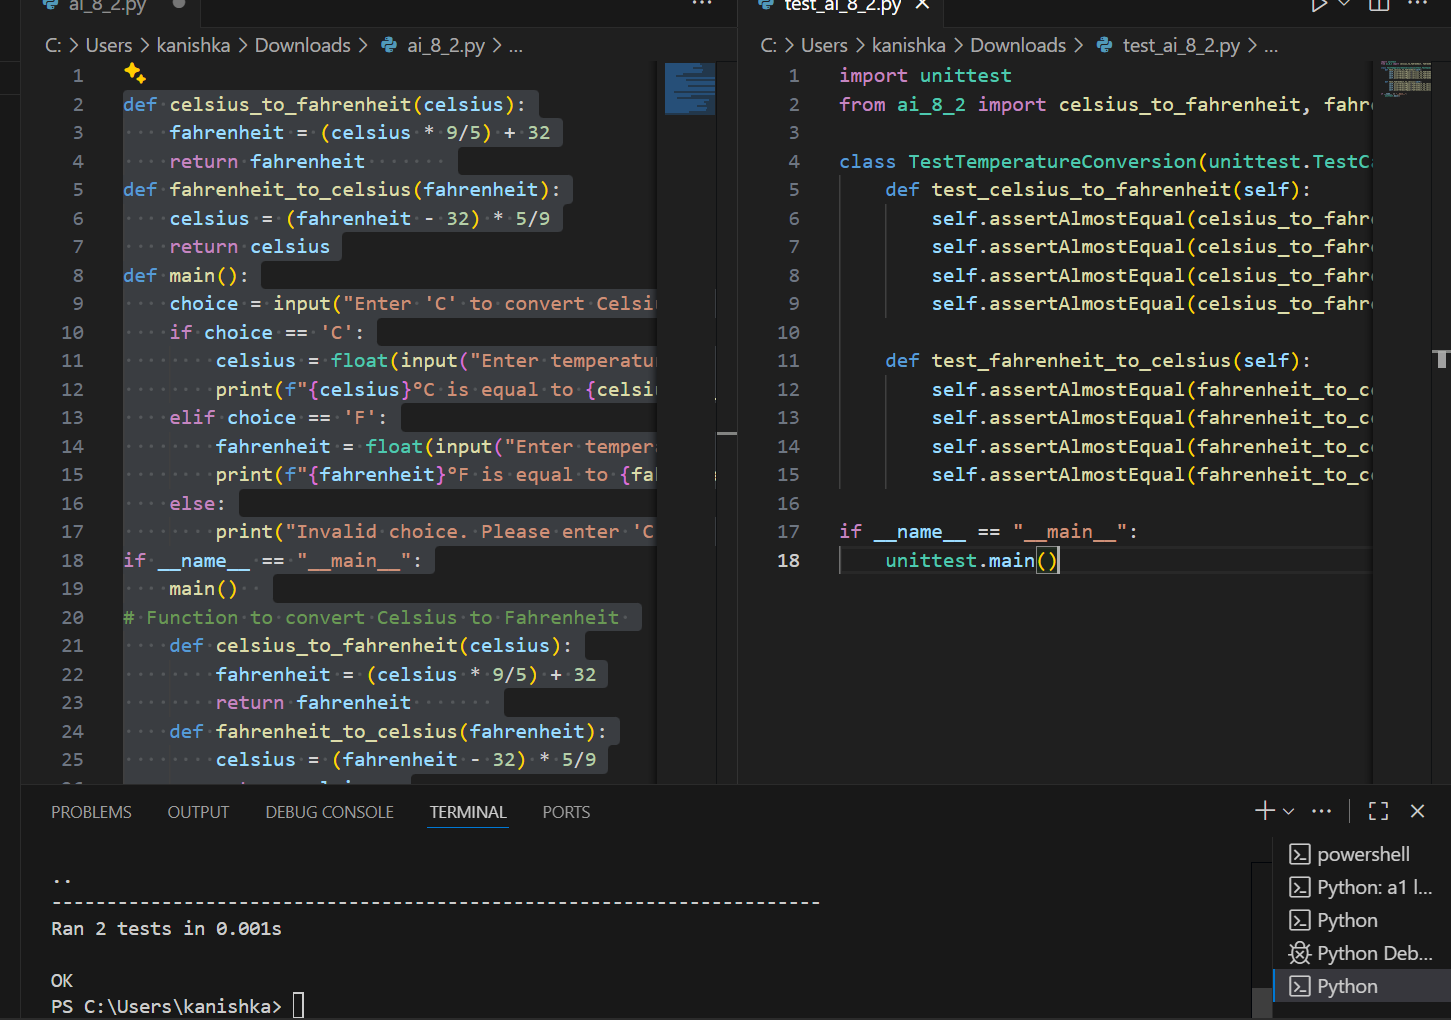 ai_8_2.py
C: > Users > kanishka > Downloads > ai_8_2.py > ...
1
2 def celsius_to_fahrenheit(celsius):
3 fahrenheit = (celsius * 9/5) + 32
4 return fahrenheit
5 def fahrenheit_to_celsius(fahrenheit):
6 celsius = (fahrenheit - 32) * 5/9
7 return celsius
8 def main():
9 choice = input("Enter 'C' to convert Celsi
10 if choice == 'C':
11 celsius = float(input("Enter temperatu
12 print(f"{celsius}°C is equal to {celsi
13 elif choice == 'F':
14 fahrenheit = float(input("Enter temper
15 print(f"{fahrenheit}°F is equal to {fa
16 else:
17 print("Invalid choice. Please enter 'C
18 if __name__ == "__main__":
19 main()
20 # Function to convert Celsius to Fahrenheit
21 def celsius_to_fahrenheit(celsius):
22 fahrenheit = (celsius * 9/5) + 32
23 return fahrenheit
24 def fahrenheit_to_celsius(fahrenheit):
25 celsius = (fahrenheit - 32) * 5/9
test_ai_8_2.py
C: > Users > kanishka > Downloads > test_ai_8_2.py > ...
1 import unittest
2 from ai_8_2 import celsius_to_fahrenheit, fahr
3
4 class TestTemperatureConversion(unittest.TestC
5 def test_celsius_to_fahrenheit(self):
6 self.assertAlmostEqual(celsius_to_fahr
7 self.assertAlmostEqual(celsius_to_fahr
8 self.assertAlmostEqual(celsius_to_fahr
9 self.assertAlmostEqual(celsius_to_fahr
10
11 def test_fahrenheit_to_celsius(self):
12 self.assertAlmostEqual(fahrenheit_to_c
13 self.assertAlmostEqual(fahrenheit_to_c
14 self.assertAlmostEqual(fahrenheit_to_c
15 self.assertAlmostEqual(fahrenheit_to_c
16
17 if __name__ == "__main__":
18 unittest.main()
PROBLEMS OUTPUT DEBUG CONSOLE TERMINAL PORTS
..
----------------------------------------------------------------------
Ran 2 tests in 0.001s
OK
PS C:\Users\kanishka>
powershell
Python: a1 l...
Python
Python Deb...
Python